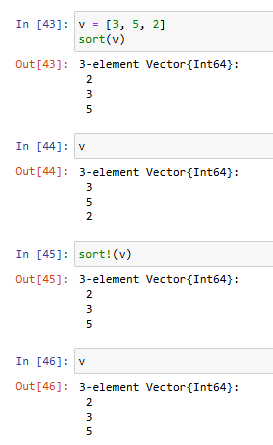 In [43]: v = [3, 5, 2]
sort(v)
Out[43]: 3-element Vector{Int64}:
2
3
5
In [44]: v
Out[44]: 3-element Vector{Int64}:
3
5
2
In [45]: sort!(v)
Out[45]: 3-element Vector{Int64}:
2
3
5
In [46]: v
Out[46]: 3-element Vector{Int64}:
2
3
5